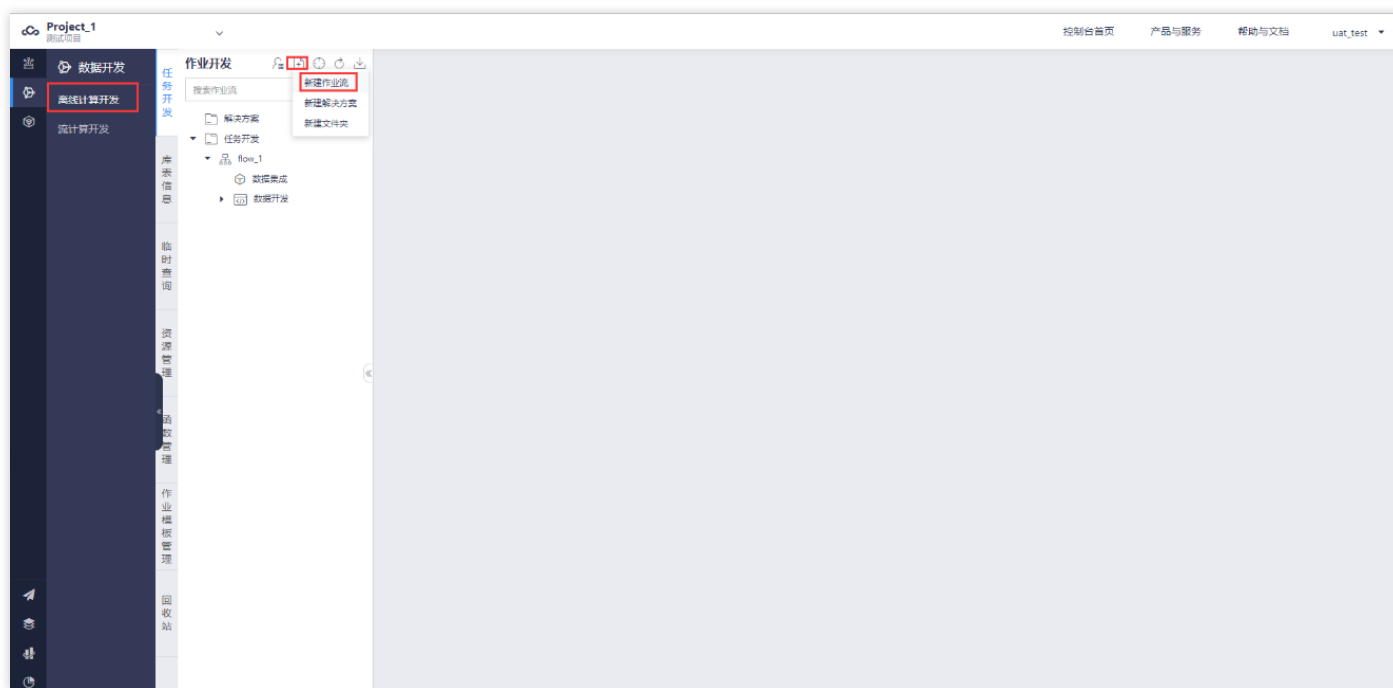 Project_1
测试项目
控制台首页
产品与服务
帮助与文档
uat_test
数据开发
离线计算开发
流计算开发
任务开发
库表信息
临时查询
资源管理
函数管理
作业模板管理
回收站
作业开发
搜索作业流
新建作业流
新建解决方案
新建文件夹
解决方案
任务开发
flow_1
数据集成
数据开发